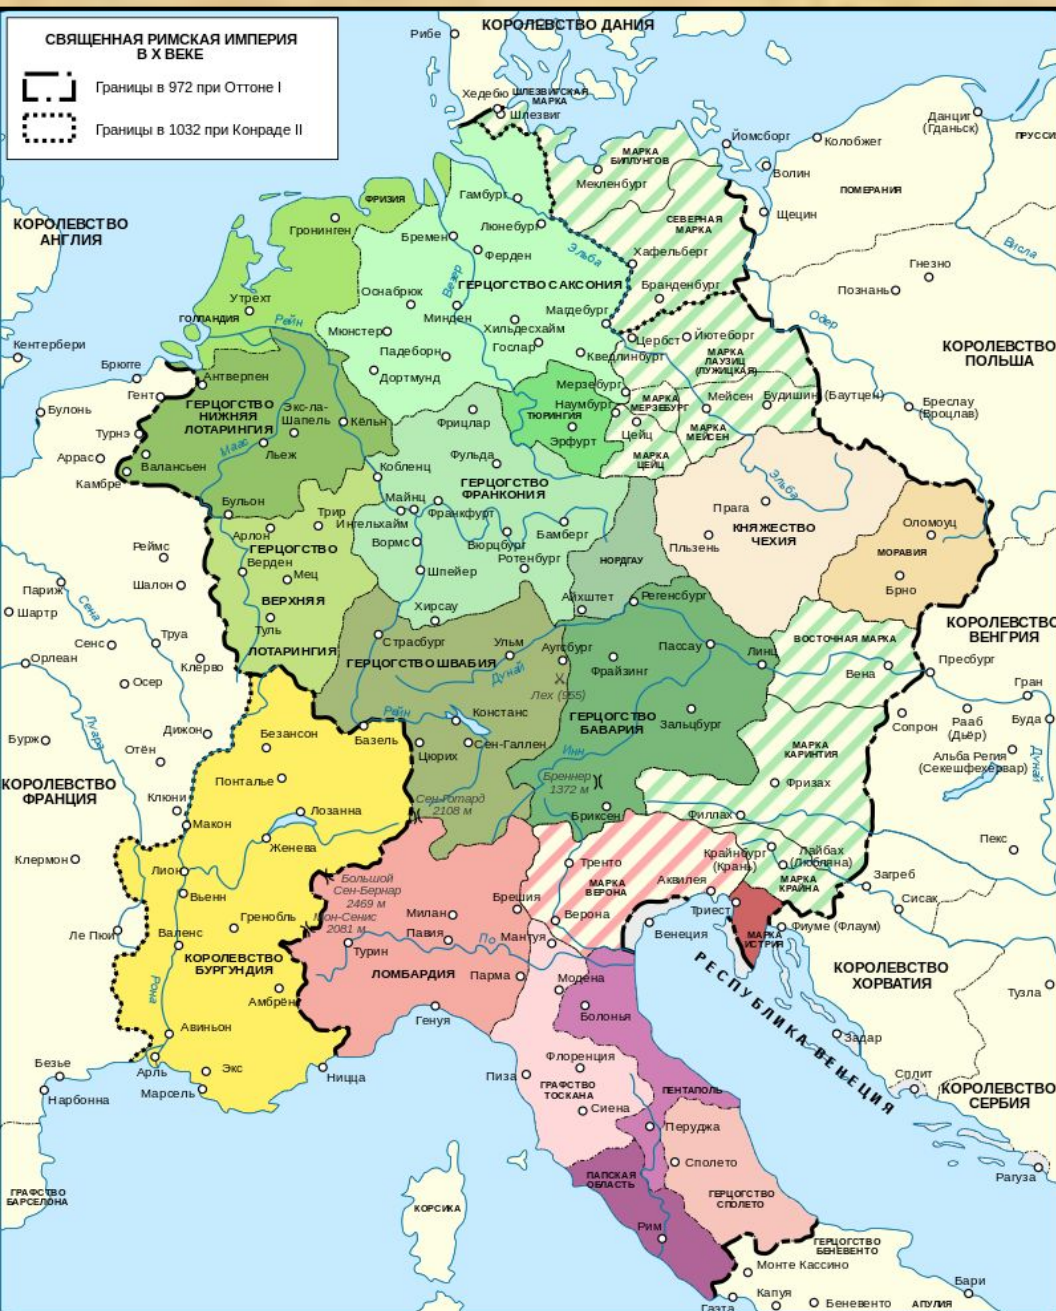 КОРОЛЕВСТВО ДАНИЯ
СВЯЩЕННАЯ РИМСКАЯ ИМПЕРИЯ
В X ВЕКЕ
Границы в 972 при Оттоне I
Границы в 1032 при Конраде II
Рибе
Хедебю
ШЛЕЗВИГСКАЯ
МАРКА
Шлезвиг
Данциг
(Гданьск)
ПРУССИ
Йомсборг
Колобжег
МАРКА
БИЛЛУНГОВ
Мекленбург
Волин
ПОМЕРАНИЯ
ФРИЗИЯ
Гамбург
Щецин
КОРОЛЕВСТВО
АНГЛИЯ
Гронинген
Бремен
Люнебург
СЕВЕРНАЯ
МАРКА
Висла
Ферден
Эльба
Хафельберг
Гнезно
Везер
ГЕРЦОГСТВО САКСОНИЯ
Бранденбург
Познань
Оснабрюк
Утрехт
ГОЛЛАНДИЯ
Рейн
Минден
Магдебург
Одер
Мюнстер
Хильдесхайм
Гослар
Цербст
Йютеборг
Кентербери
Падеборн
Кведлинбург
МАРКА
ЛАУЗИЦ
(ЛУЖИЦКАЯ)
КОРОЛЕВСТВО
ПОЛЬША
Брюгге
Антверпен
Дортмунд
Мерзебург
Гент
ГЕРЦОГСТВО
НИЖНЯЯ
ЛОТАРИНГИЯ
Экс-ла-
Шапель
Кёльн
Наумбург
МАРКА
МЕРЗЕБУРГ
Мейсен
Будишин (Баутцен)
Бреслау
(Вроцлав)
Булонь
Фрицлар
ТЮРИНГИЯ
Эрфурт
Цейц
МАРКА
МЕЙСЕН
Турнэ
Маас
Льеж
Аррас
Валансьен
Камбре
Кобленц
Фульда
МАРКА
ЦЕЙЦ
ГЕРЦОГСТВО
ФРАНКОНИЯ
Эльба
Бульон
Майнц
Франкфурт
Ингельхайм
Трир
Прага
КНЯЖЕСТВО
ЧЕХИЯ
Оломоуц
Арлон
ГЕРЦОГСТВО
ВЕРХНЯЯ
ЛОТАРИНГИЯ
Вормс
Вюрцбург
Бамберг
Ротенбург
Пльзень
МОРАВИЯ
Реймс
Верден
Мец
Шпейер
НОРДГАУ
Брно
Париж
Шалон
Айхштет
Регенсбург
Шартр
Сена
Туль
Хирсау
КОРОЛЕВСТВО
ВЕНГРИЯ
Сенс
Труа
Страсбург
Ульм
Аугсбург
Пассау
Линц
ВОСТОЧНАЯ МАРКА
Орлеан
Клерво
ГЕРЦОГСТВО ШВАБИЯ
Дунай
Фрайзинг
Вена
Пресбург
Осер
Лех (955)
Гран
Луара
Дижон
Рейн
Констанс
ГЕРЦОГСТВО
БАВАРИЯ
Зальцбург
Сопрон
Рааб
(Дьёр)
Буда
Бурж
Отён
Безансон
Базель
Цюрих
Сен-Галлен
Инн
МАРКА
КАРИНТИЯ
Альба Регия
(Секешфехервар)
Дунай
КОРОЛЕВСТВО
ФРАНЦИЯ
Понталье
Бреннер
1372 м
Фризах
Клюни
Лозанна
Сен-Готард
2108 м
Бриксен
Филлах
Макон
Женева
Пекс
Клермон
Лион
Большой
Сен-Бернар
2469 м
Тренто
Крайнбург
(Крань)
Лайбах
(Любляна)
МАРКА
КРАЙНА
Загреб
Вьенн
МАРКА
ВЕРОНА
Аквилея
Сисак
Брешия
Гренобль
Мон-Сенис
2081 м
Милан
Верона
Триест
Ле Пюи
Валенс
Павия
По
Мантуя
Венеция
МАРКА
ИСТРИЯ
Фиуме (Флаум)
КОРОЛЕВСТВО
БУРГУНДИЯ
Турин
ЛОМБАРДИЯ
Парма
Модена
КОРОЛЕВСТВО
ХОРВАТИЯ
Рона
Амбрён
Тузла
РЕСПУБЛИКА ВЕНЕЦИЯ
Авиньон
Генуя
Болонья
Задар
Безье
Арль
Экс
Ницца
Флоренция
Нарбонна
Марсель
Пиза
ГРАФСТВО
ТОСКАНА
Сиена
ПЕНТАПОЛЬ
Сплит
КОРОЛЕВСТВО
СЕРБИЯ
Перуджа
Сполето
Рагуза
ПАПСКАЯ
ОБЛАСТЬ
ГРАФСТВО
БАРСЕЛОНА
КОРСИКА
ГЕРЦОГСТВО
СПОЛЕТО
Рим
ГЕРЦОГСТВО
БЕНЕВЕНТО
Монте Кассино
Бари
Капуя
Гаэта
Беневенто
АПУЛИЯ